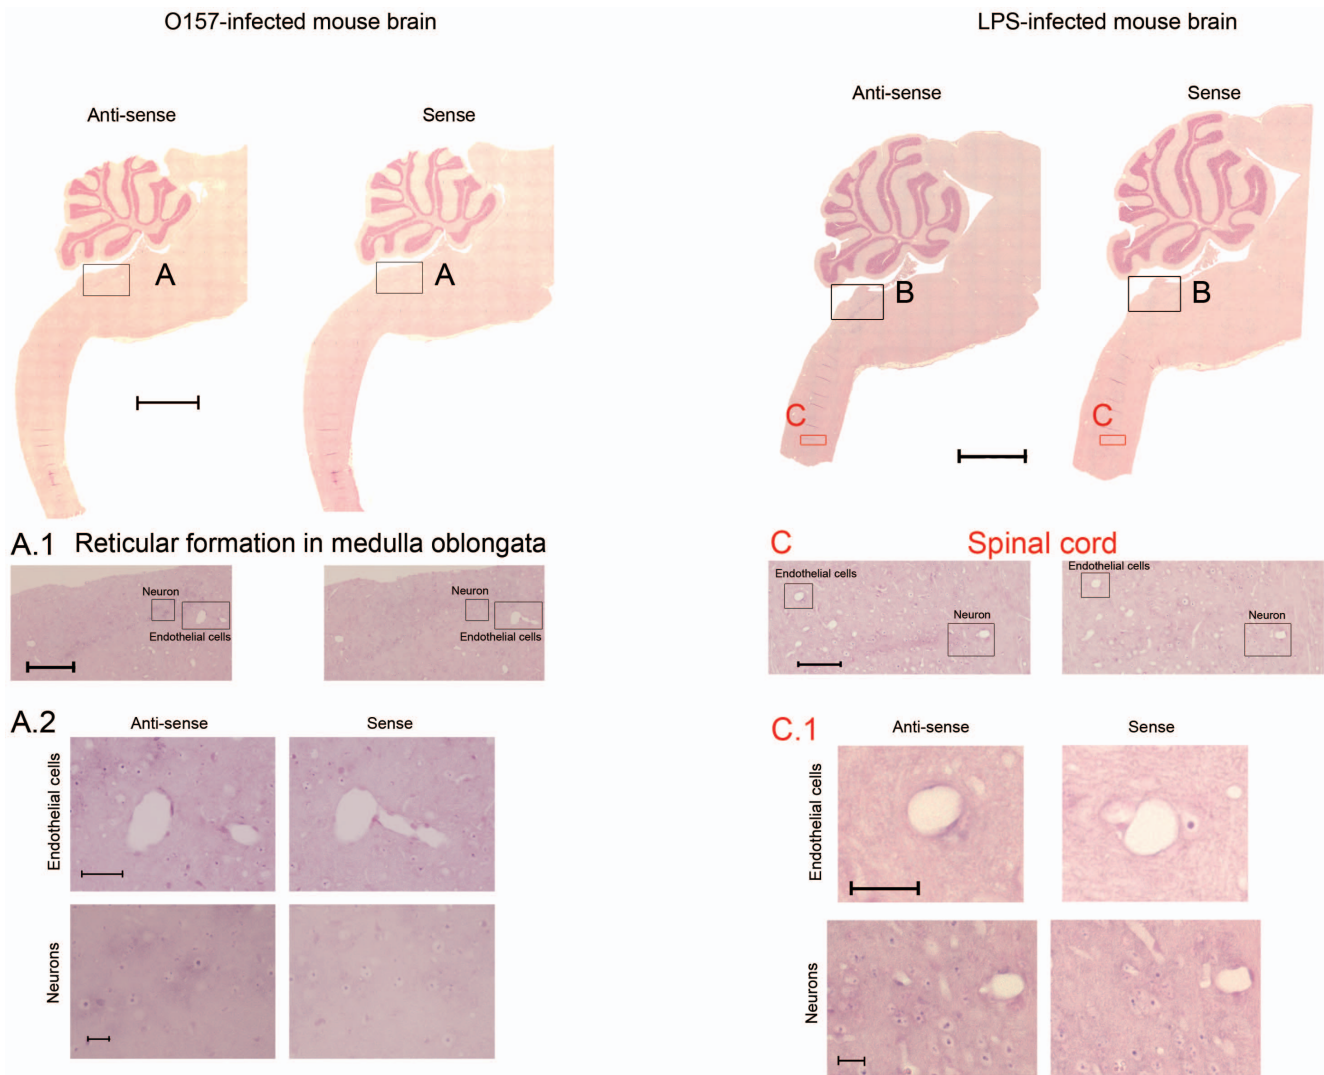 O157-infected mouse brain
LPS-infected mouse brain
Anti-sense
Sense
Anti-sense
Sense
A
A
B
B
C
C
A.1 Reticular formation in medulla oblongata
Neuron
Endothelial cells
Neuron
Endothelial cells
C Spinal cord
Endothelial cells
Neuron
Endothelial cells
Neuron
A.2
Anti-sense
Sense
Endothelial cells
Neurons
C.1
Anti-sense
Sense
Endothelial cells
Neurons